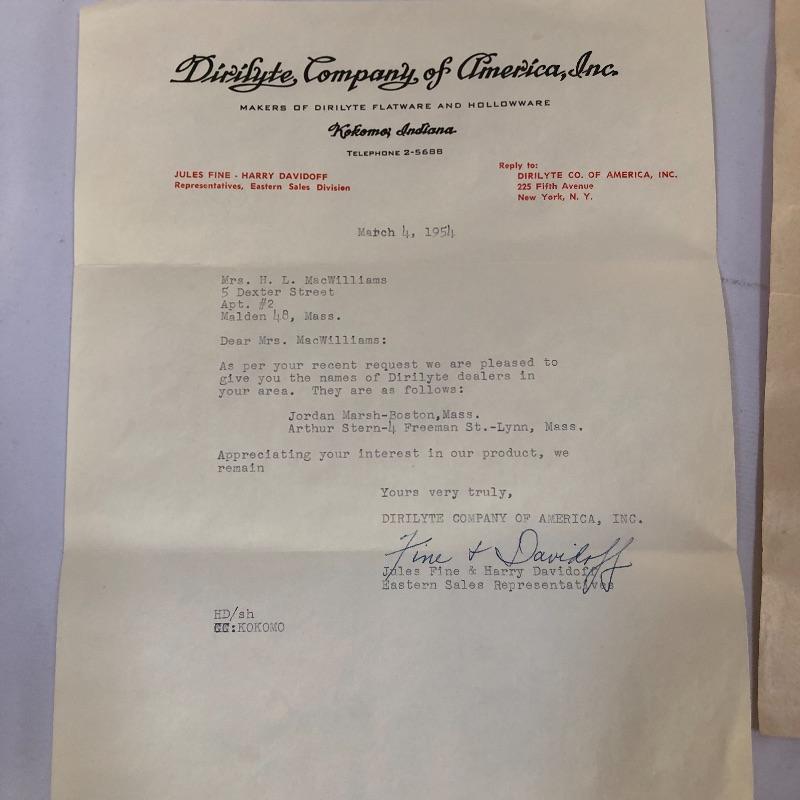 Dirilyte Company of America, Inc.
MAKERS OF DIRILYTE FLATWARE AND HOLLOWWARE
Kokomo, Indiana
TELEPHONE 2-5688
JULES FINE - HARRY DAVIDOFF
Representatives, Eastern Sales Division
Reply to:
DIRILYTE CO. OF AMERICA, INC.
225 Fifth Avenue
New York, N. Y.
March 4, 1954
Mrs. H. L. MacWilliams
5 Dexter Street
Apt. #2
Malden 48, Mass.
Dear Mrs. MacWilliams:
As per your recent request we are pleased to
give you the names of Dirilyte dealers in
your area. They are as follows:
Jordan Marsh-Boston,Mass.
Arthur Stern-4 Freeman St.-Lynn, Mass.
Appreciating your interest in our product, we
remain
Yours very truly,
DIRILYTE COMPANY OF AMERICA, INC.
Fine & Davidoff
Jules Fine & Harry Davidoff
Eastern Sales Representatives
HD/sh
CC:KOKOMO